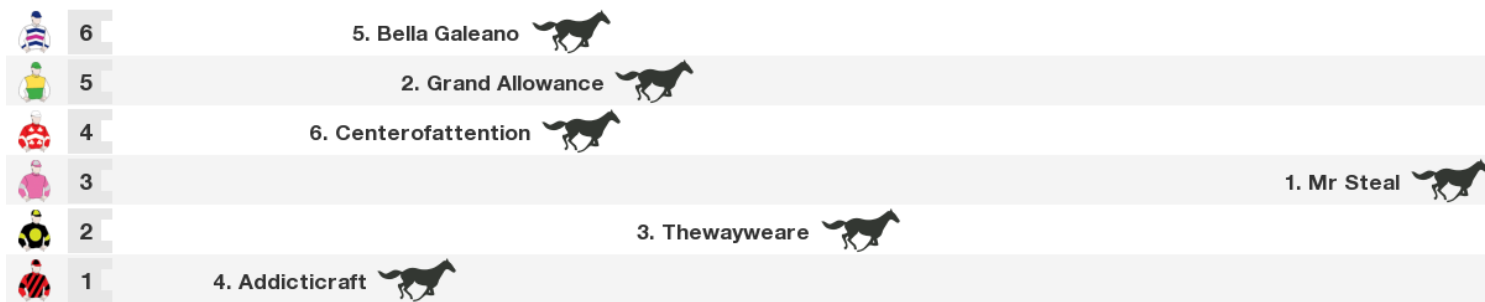 6 5. Bella Galeano
5 2. Grand Allowance
4 6. Centerofattention
3 1. Mr Steal
2 3. Thewayweare
1 4. Addicticraft